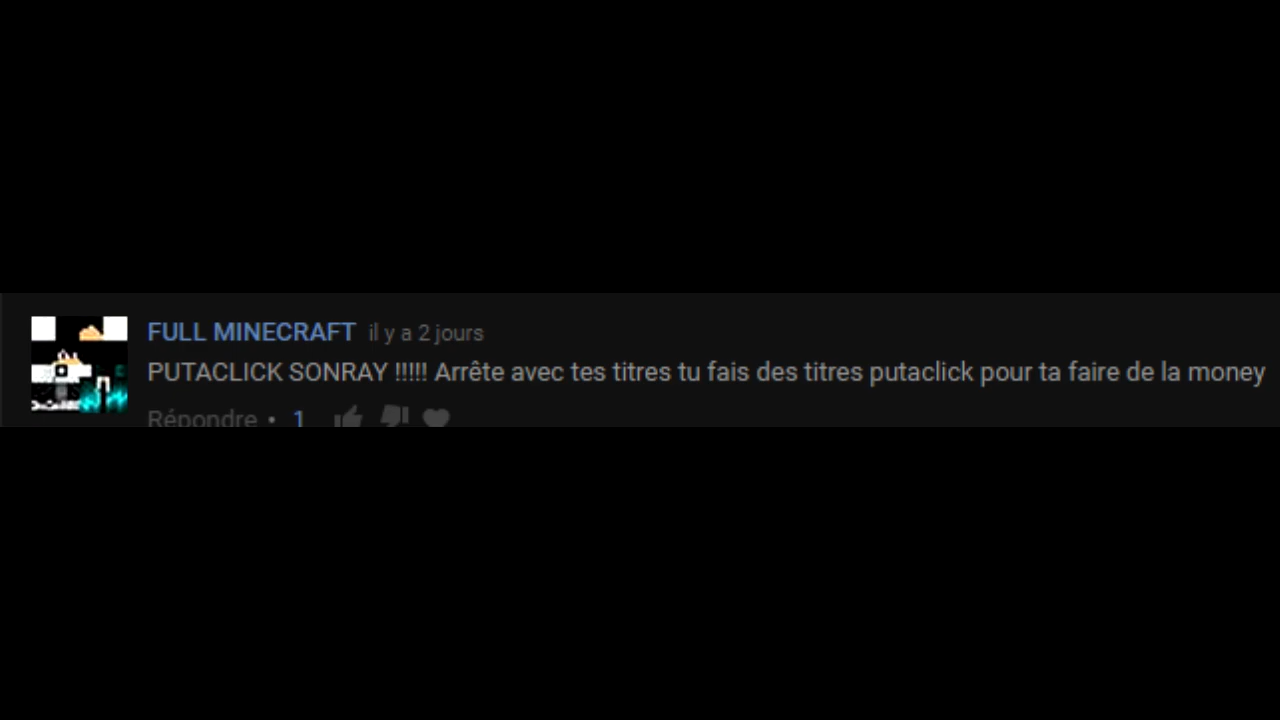 FULL MINECRAFT il y a 2 jours
PUTACLICK SONRAY !!!!! Arrête avec tes titres tu fais des titres putaclick pour ta faire de la money
Répondre • 1